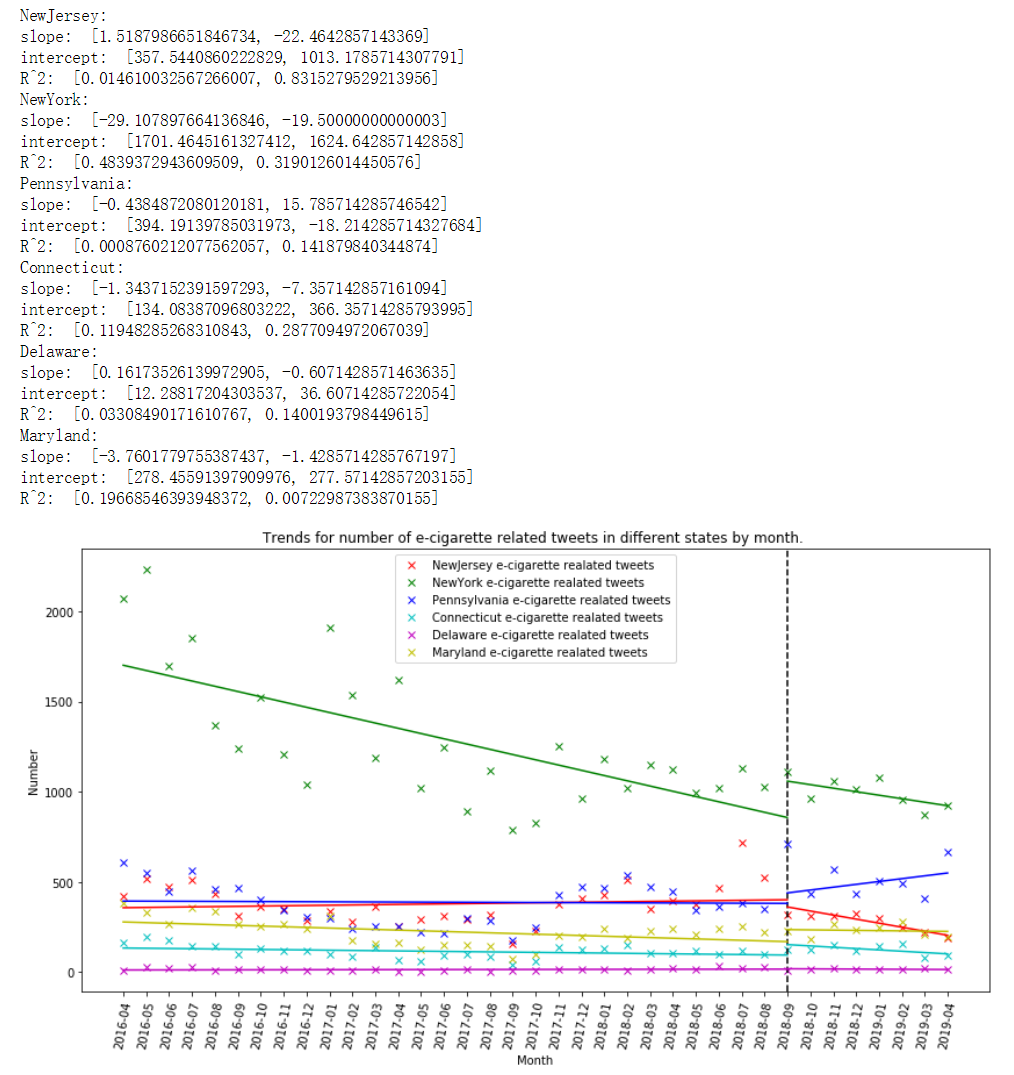 NewJersey:
slope:  [1.5187986651846734, -22.4642857143369]
intercept:  [357.5440860222829, 1013.1785714307791]
R^2:  [0.014610032567266007, 0.8315279529213956]
NewYork:
slope:  [-29.107897664136846, -19.50000000000003]
intercept:  [1701.4645161327412, 1624.642857142858]
R^2:  [0.4839372943609509, 0.3190126014450576]
Pennsylvania:
slope:  [-0.4384872080120181, 15.785714285746542]
intercept:  [394.19139785031973, -18.214285714327684]
R^2:  [0.0008760212077562057, 0.141879840344874]
Connecticut:
slope:  [-1.3437152391597293, -7.357142857161094]
intercept:  [134.08387096803222, 366.35714285793995]
R^2:  [0.11948285268310843, 0.2877094972067039]
Delaware:
slope:  [0.16173526139972905, -0.6071428571463635]
intercept:  [12.28817204303537, 36.60714285722054]
R^2:  [0.03308490171610767, 0.1400193798449615]
Maryland:
slope:  [-3.7601779755387437, -1.4285714285767197]
intercept:  [278.45591397909976, 277.57142857203155]
R^2:  [0.19668546393948372, 0.00722987383870155]
Trends for number of e-cigarette related tweets in different states by month.
NewJersey e-cigarette realated tweets
NewYork e-cigarette realated tweets
Pennsylvania e-cigarette realated tweets
Connecticut e-cigarette realated tweets
Delaware e-cigarette realated tweets
Maryland e-cigarette realated tweets
2000
1500
1000
500
0
Number
2016-04
2016-05
2016-06
2016-07
2016-08
2016-09
2016-10
2016-11
2016-12
2017-01
2017-02
2017-03
2017-04
2017-05
2017-06
2017-07
2017-08
2017-09
2017-10
2017-11
2017-12
2018-01
2018-02
2018-03
2018-04
2018-05
2018-06
2018-07
2018-08
2018-09
2018-10
2018-11
2018-12
2019-01
2019-02
2019-03
2019-04
Month